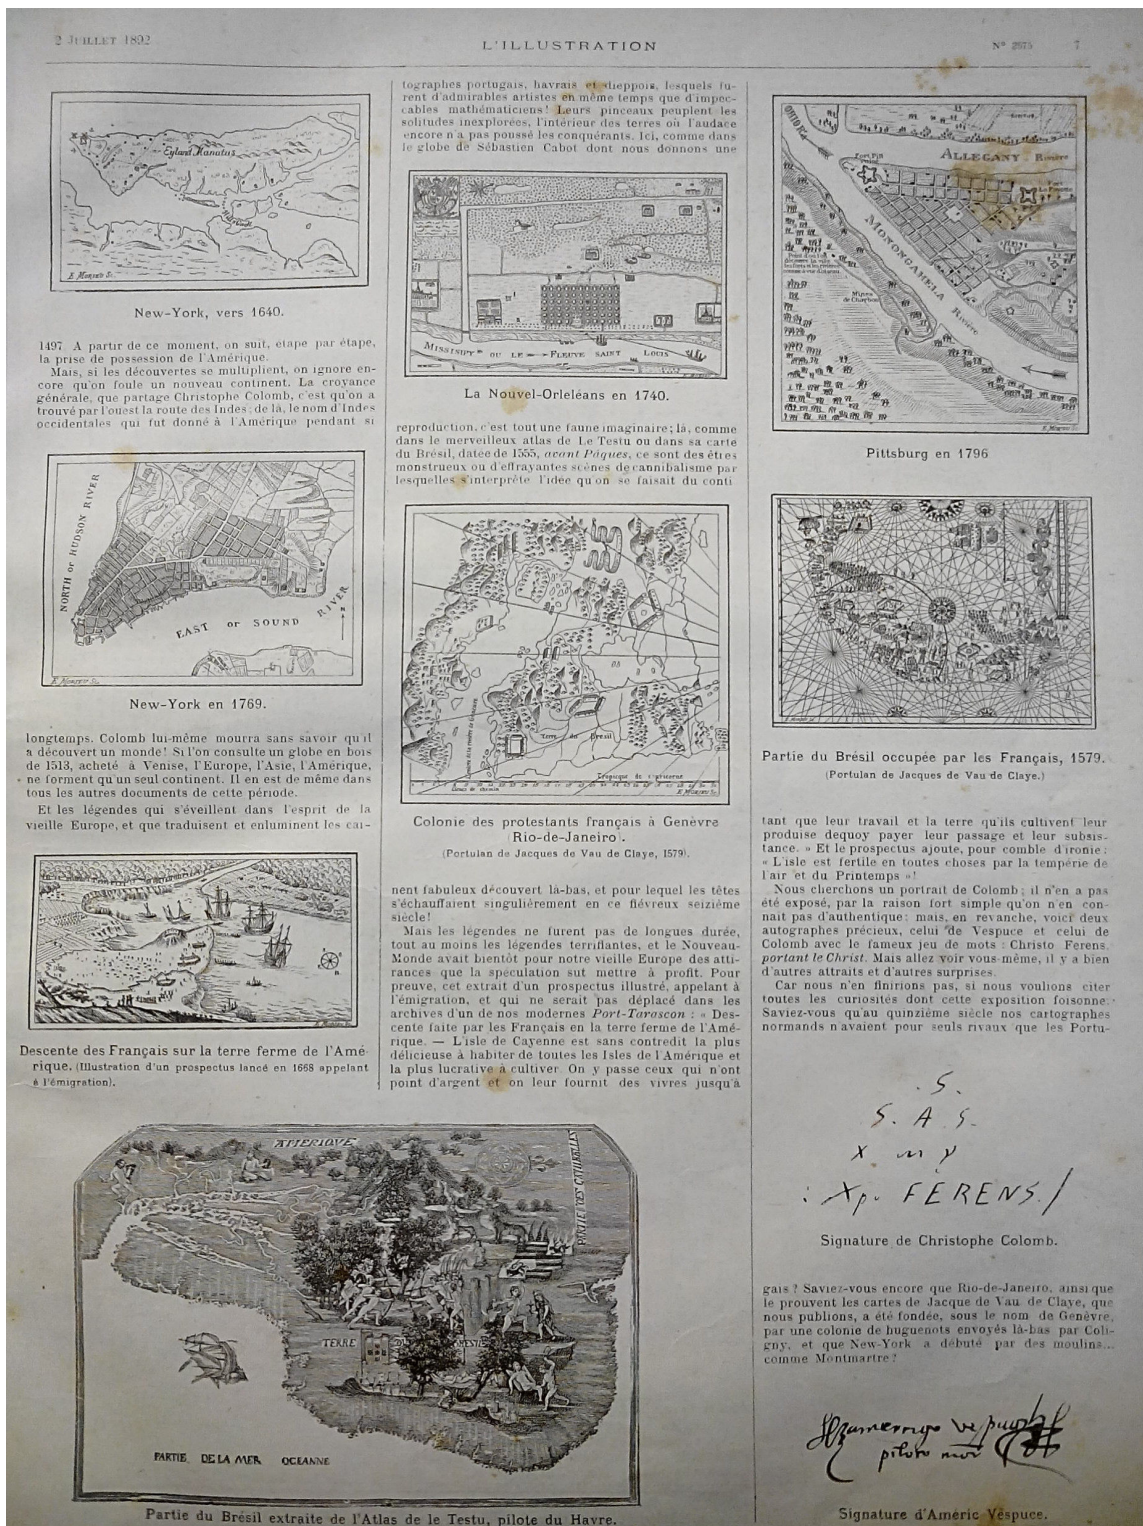 2 JUILLET 1892
L'ILLUSTRATION
N° 2575
7
Eyland Manatus
E. MORIEU Sc.
New-York, vers 1640.
1497. A partir de ce moment, on suit, étape par étape,
la prise de possession de l'Amérique.
Mais, si les découvertes se multiplient, on ignore en-
core qu'on foule un nouveau continent. La croyance
générale, que partage Christophe Colomb, c'est qu'on a
trouvé par l'ouest la route des Indes; de là, le nom d'Indes
occidentales qui fut donné à l'Amérique pendant si
NORTH or HUDSON RIVER
EAST or SOUND RIVER
E. MORIEU Sc.
New-York en 1769.
longtemps. Colomb lui-même mourra sans savoir qu'il
a découvert un monde! Si l'on consulte un globe en bois
de 1513, acheté à Venise, l'Europe, l'Asie, l'Amérique,
ne forment qu'un seul continent. Il en est de même dans
tous les autres documents de cette période.
Et les légendes qui s'éveillent dans l'esprit de la
vieille Europe, et que traduisent et enluminent les car-
Descente des Français sur la terre ferme de l'Amé-
rique. (Illustration d'un prospectus lancé en 1668 appelant
à l'émigration).
tographes portugais, havrais et dieppois, lesquels fu-
rent d'admirables artistes en même temps que d'impec-
cables mathématiciens! Leurs pinceaux peuplent les
solitudes inexplorées, l'intérieur des terres où l'audace
encore n'a pas poussé les conquérants. Ici, comme dans
le globe de Sébastien Cabot dont nous donnons une
MISSISIPY OU LE FLEUVE SAINT LOUIS
La Nouvel-Orleléans en 1740.
reproduction, c'est tout une faune imaginaire; là, comme
dans le merveilleux atlas de Le Testu ou dans sa carte
du Brésil, datée de 1555, avant Pâques, ce sont des êtres
monstrueux ou d'effrayantes scènes de cannibalisme par
lesquelles s'interprète l'idée qu'on se faisait du conti
Terre du Bresil
Tropique de Capricorne
E. MORIEU Sc.
Colonie des protestants français à Genèvre
(Rio-de-Janeiro).
(Portulan de Jacques de Vau de Claye, 1579).
nent fabuleux découvert là-bas, et pour lequel les têtes
s'échauffaient singulièrement en ce fiévreux seizième
siècle!
Mais les légendes ne furent pas de longues durée,
tout au moins les légendes terrifiantes, et le Nouveau-
Monde avait bientôt pour notre vieille Europe des atti-
rances que la spéculation sut mettre à profit. Pour
preuve, cet extrait d'un prospectus illustré, appelant à
l'émigration, et qui ne serait pas déplacé dans les
archives d'un de nos modernes Port-Tarascon : « Des-
cente faite par les Français en la terre ferme de l'Amé-
rique. — L'isle de Cayenne est sans contredit la plus
délicieuse à habiter de toutes les Isles de l'Amérique et
la plus lucrative à cultiver. On y passe ceux qui n'ont
point d'argent et on leur fournit des vivres jusqu'à
OHIO R.
ALLEGANY Rivière
Fort Pitt
MONONGAHELA Rivière
Mines
de Charbon
E. MORIEU Sc.
Pittsburg en 1796
Partie du Brésil occupée par les Français, 1579.
(Portulan de Jacques de Vau de Claye.)
tant que leur travail et la terre qu'ils cultivent leur
produise dequoy payer leur passage et leur subsis-
tance. » Et le prospectus ajoute, pour comble d'ironie:
« L'isle est fertile en toutes choses par la tempérie de
l'air et du Printemps »!
Nous cherchons un portrait de Colomb; il n'en a pas
été exposé, par la raison fort simple qu'on n'en con-
nait pas d'authentique; mais, en revanche, voici deux
autographes précieux, celui de Vespuce et celui de
Colomb avec le fameux jeu de mots : Christo Ferens,
portant le Christ. Mais allez voir vous-même, il y a bien
d'autres attraits et d'autres surprises.
Car nous n'en finirions pas, si nous voulions citer
toutes les curiosités dont cette exposition foisonne.
Saviez-vous qu'au quinzième siècle nos cartographes
normands n'avaient pour seuls rivaux que les Portu-
.S.
S. A. S.
X M Y
: Xpo FERENS./
Signature de Christophe Colomb.
gais ? Saviez-vous encore que Rio-de-Janeiro, ainsi que
le prouvent les cartes de Jacque de Vau de Claye, que
nous publions, a été fondée, sous le nom de Genèvre,
par une colonie de huguenots envoyés là-bas par Coli-
gny, et que New-York a débuté par des moulins...
comme Montmartre?
Signature d'Améric Vespuce.
AMERIQUE
TERRE DU BRESIL
PARTIE DE LA MER OCEANNE
Partie du Brésil extraite de l'Atlas de le Testu, pilote du Havre.